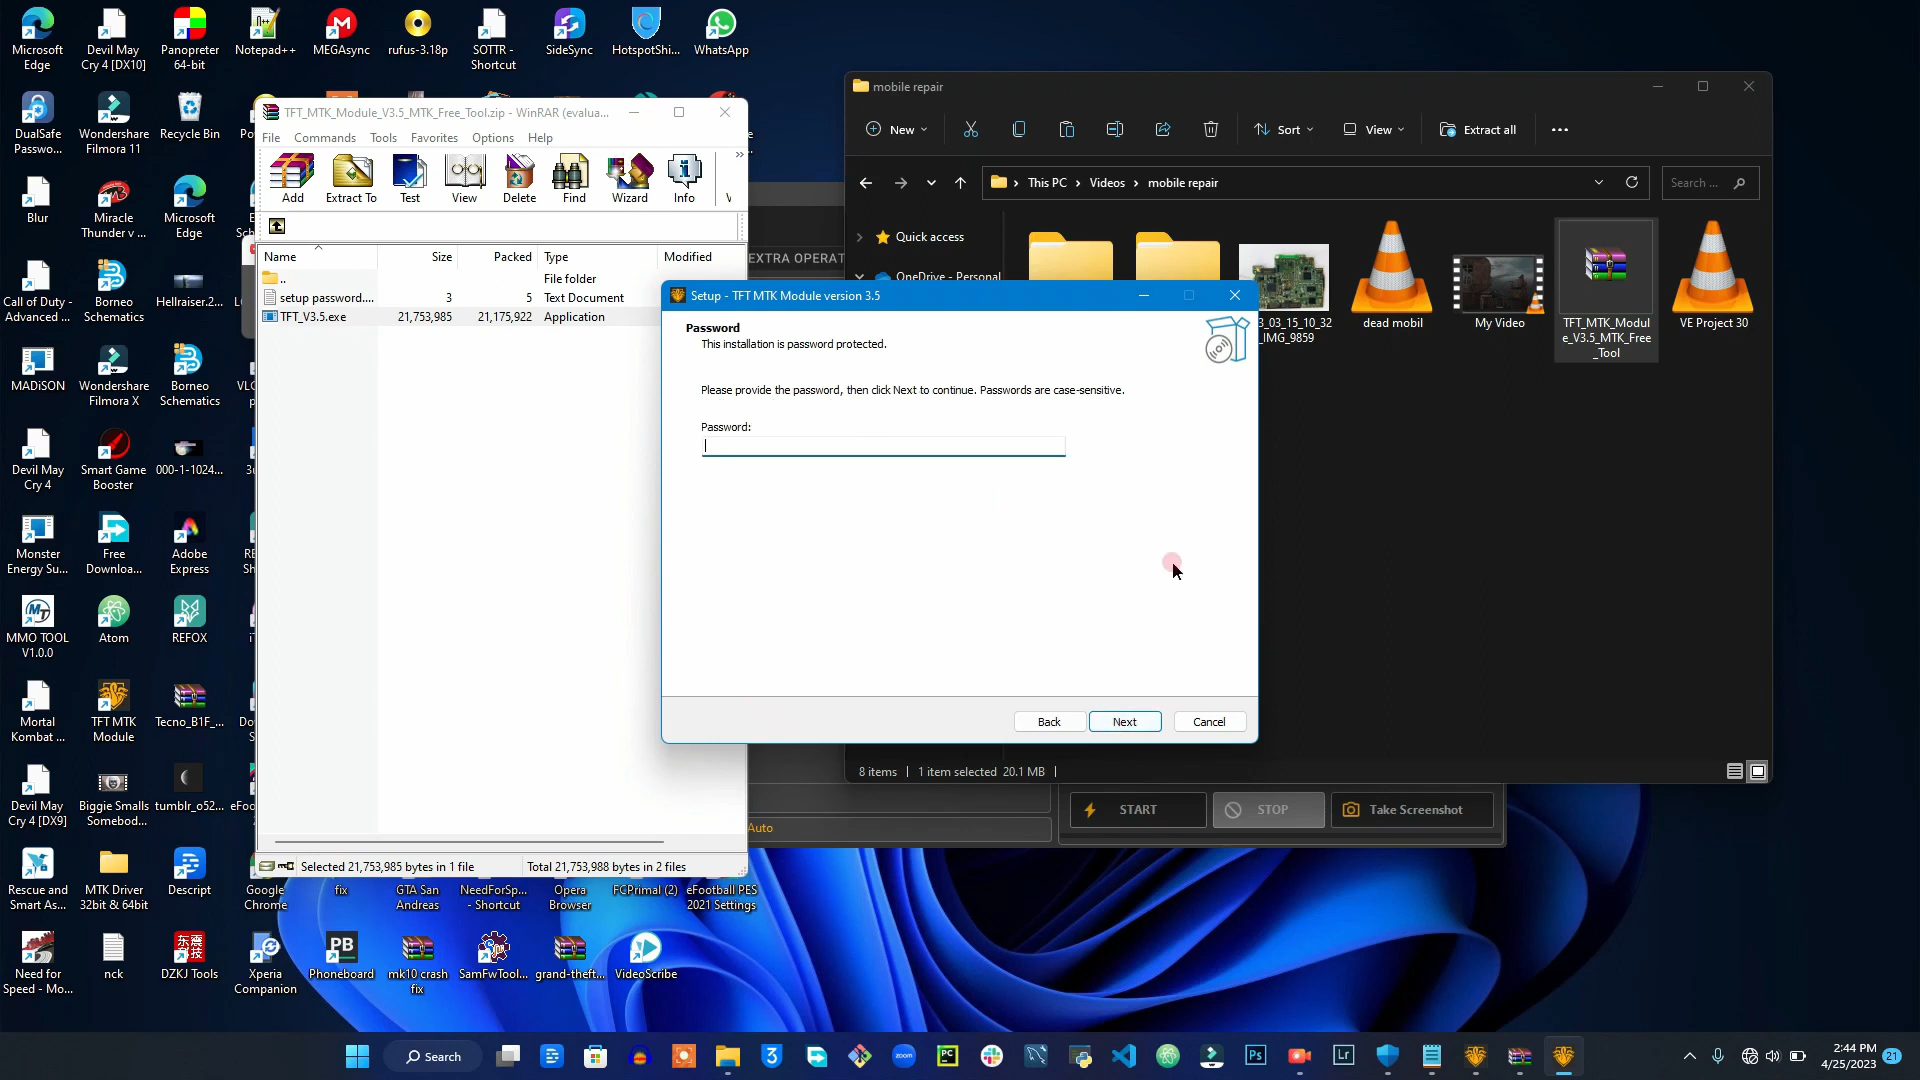 Microsoft
Edge
Devil May
Cry 4 [DX10]
Panopreter
64-bit
Notepad++
MEGAsync
rufus-3.18p
SOTTR -
Shortcut
SideSync
HotspotShi...
WhatsApp
DualSafe
Passwo...
Wondershare
Filmora 11
Recycle Bin
Blur
Miracle
Thunder v ...
Microsoft
Edge
Call of Duty -
Advanced ...
Borneo
Schematics
Hellraiser.2...
MADiSON
Wondershare
Filmora X
Borneo
Schematics
Devil May
Cry 4
Smart Game
Booster
000-1-1024...
Monster
Energy Su...
Free
Downloa...
Adobe
Express
MMO TOOL
V1.0.0
Atom
REFOX
Mortal
Kombat ...
TFT MTK
Module
Tecno_B1F_...
Devil May
Cry 4 [DX9]
Biggie Smalls
Somebod...
tumblr_o52...
Rescue and
Smart As...
MTK Driver
32bit & 64bit
Descript
Google
Chrome
fix
GTA San
Andreas
NeedForSp...
- Shortcut
Opera
Browser
FCPrimal (2)
eFootball PES
2021 Settings
Need for
Speed - Mo...
nck
DZKJ Tools
Xperia
Companion
Phoneboard
mk10 crash
fix
SamFwTool...
grand-theft...
VideoScribe
TFT_MTK_Module_V3.5_MTK_Free_Tool.zip - WinRAR (evalua...
File Commands Tools Favorites Options Help
Add Extract To Test View Delete Find Wizard Info
Name Size Packed Type Modified
.. File folder
setup password.... 3 5 Text Document
TFT_V3.5.exe 21,753,985 21,175,922 Application
Selected 21,753,985 bytes in 1 file Total 21,753,988 bytes in 2 files
EXTRA OPERAT
mobile repair
New Sort View Extract all
This PC > Videos > mobile repair
Search ...
Quick access
OneDrive - Personal
3_03_15_10_32
_IMG_9859
dead mobil
My Video
TFT_MTK_Modul
e_V3.5_MTK_Free
_Tool
VE Project 30
8 items 1 item selected 20.1 MB
Setup - TFT MTK Module version 3.5
Password
This installation is password protected.
Please provide the password, then click Next to continue. Passwords are case-sensitive.
Password:
Back Next Cancel
Auto
START STOP Take Screenshot
Search
zoom
PC
Ps
Lr
2:44 PM
4/25/2023
21